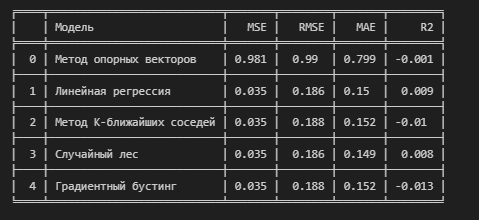 Модель MSE RMSE MAE R2
0 Метод опорных векторов 0.981 0.99 0.799 -0.001
1 Линейная регрессия 0.035 0.186 0.15 0.009
2 Метод К-ближайших соседей 0.035 0.188 0.152 -0.01
3 Случайный лес 0.035 0.186 0.149 0.008
4 Градиентный бустинг 0.035 0.188 0.152 -0.013